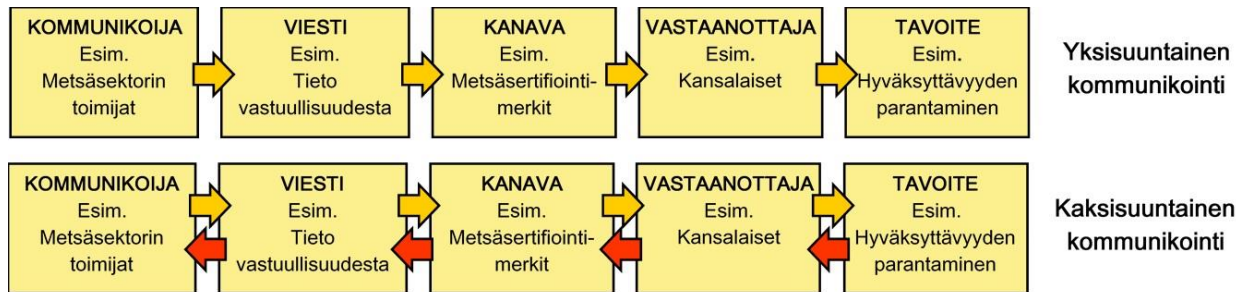 KOMMUNIKOIJA
Esim.
Metsäsektorin
toimijat
VIESTI
Esim.
Tieto
vastuullisuudesta
KANAVA
Esim.
Metsäsertifiointi-
merkit
VASTAANOTTAJA
Esim.
Kansalaiset
TAVOITE
Esim.
Hyväksyttävyyden
parantaminen
Yksisuuntainen
kommunikointi
KOMMUNIKOIJA
Esim.
Metsäsektorin
toimijat
VIESTI
Esim.
Tieto
vastuullisuudesta
KANAVA
Esim.
Metsäsertifiointi-
merkit
VASTAANOTTAJA
Esim.
Kansalaiset
TAVOITE
Esim.
Hyväksyttävyyden
parantaminen
Kaksisuuntainen
kommunikointi